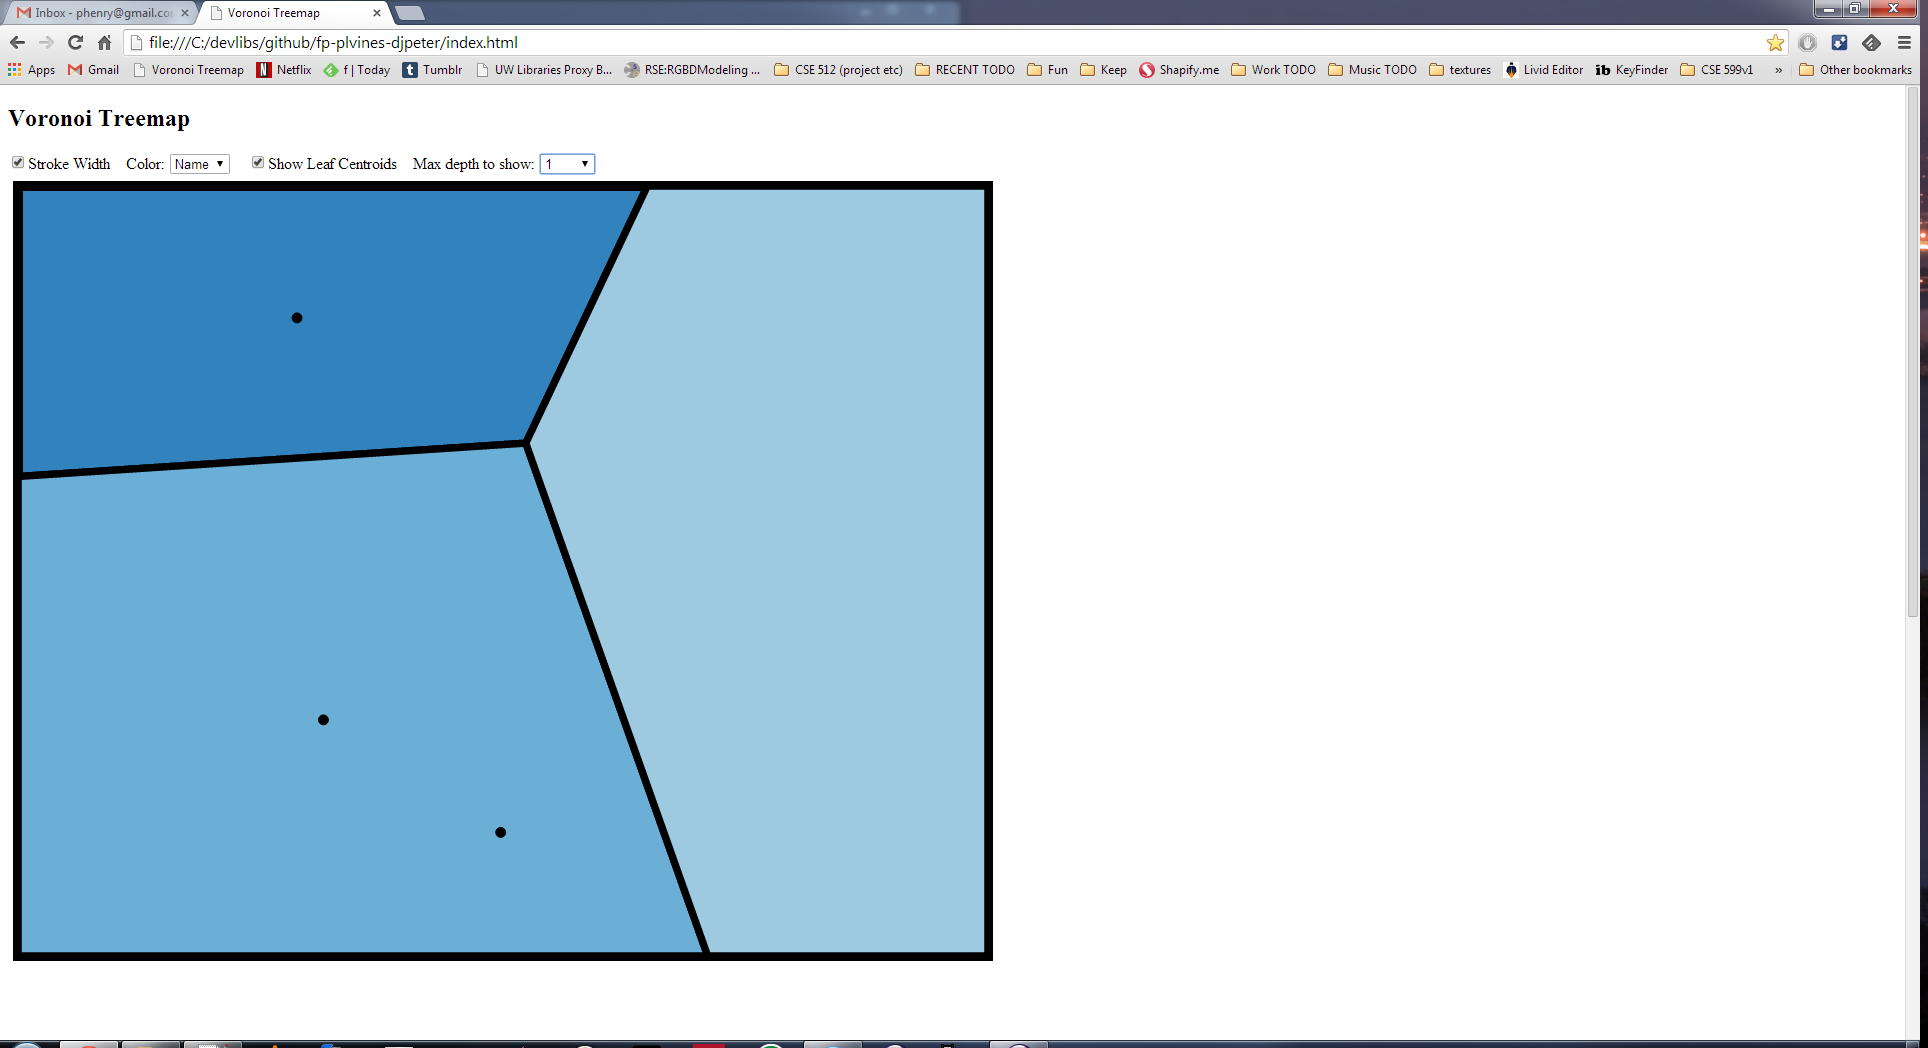 Inbox - phenry@gmail.co
Voronoi Treemap
file:///C:/devlibs/github/fp-plvines-djpeter/index.html
Apps Gmail Voronoi Treemap Netflix f | Today Tumblr UW Libraries Proxy B... RSE:RGBDModeling ... CSE 512 (project etc) RECENT TODO Fun Keep Shapify.me Work TODO Music TODO textures Livid Editor KeyFinder CSE 599v1 » Other bookmarks
Voronoi Treemap
Stroke Width Color: Name Show Leaf Centroids Max depth to show: 1